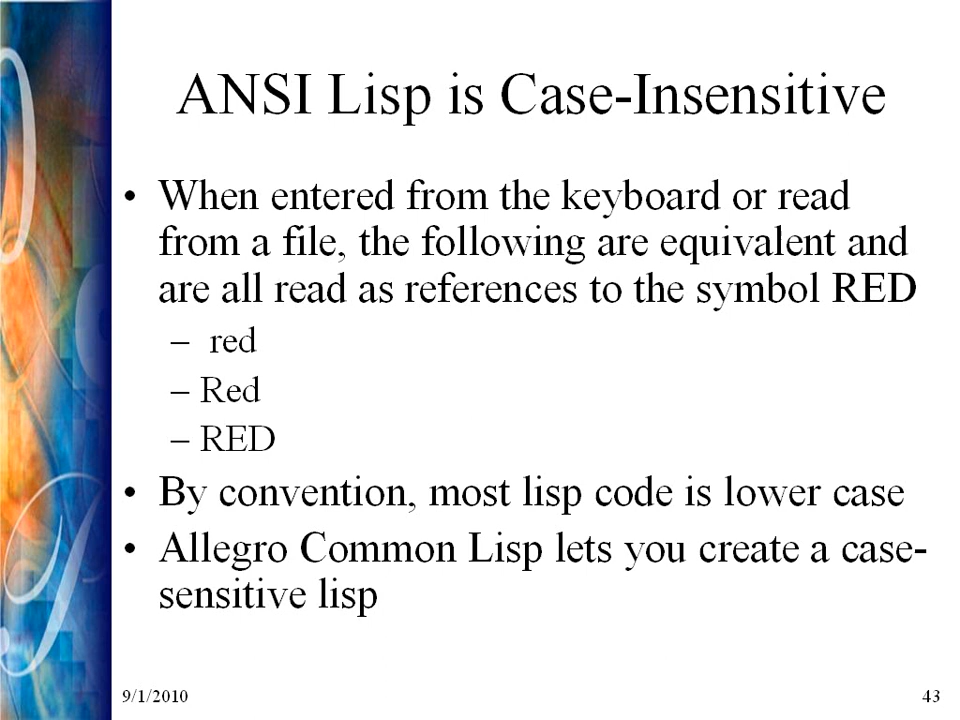 ANSI Lisp is Case-Insensitive
• When entered from the keyboard or read
from a file, the following are equivalent and
are all read as references to the symbol RED
– red
– Red
– RED
• By convention, most lisp code is lower case
• Allegro Common Lisp lets you create a case-
sensitive lisp
9/1/2010
43